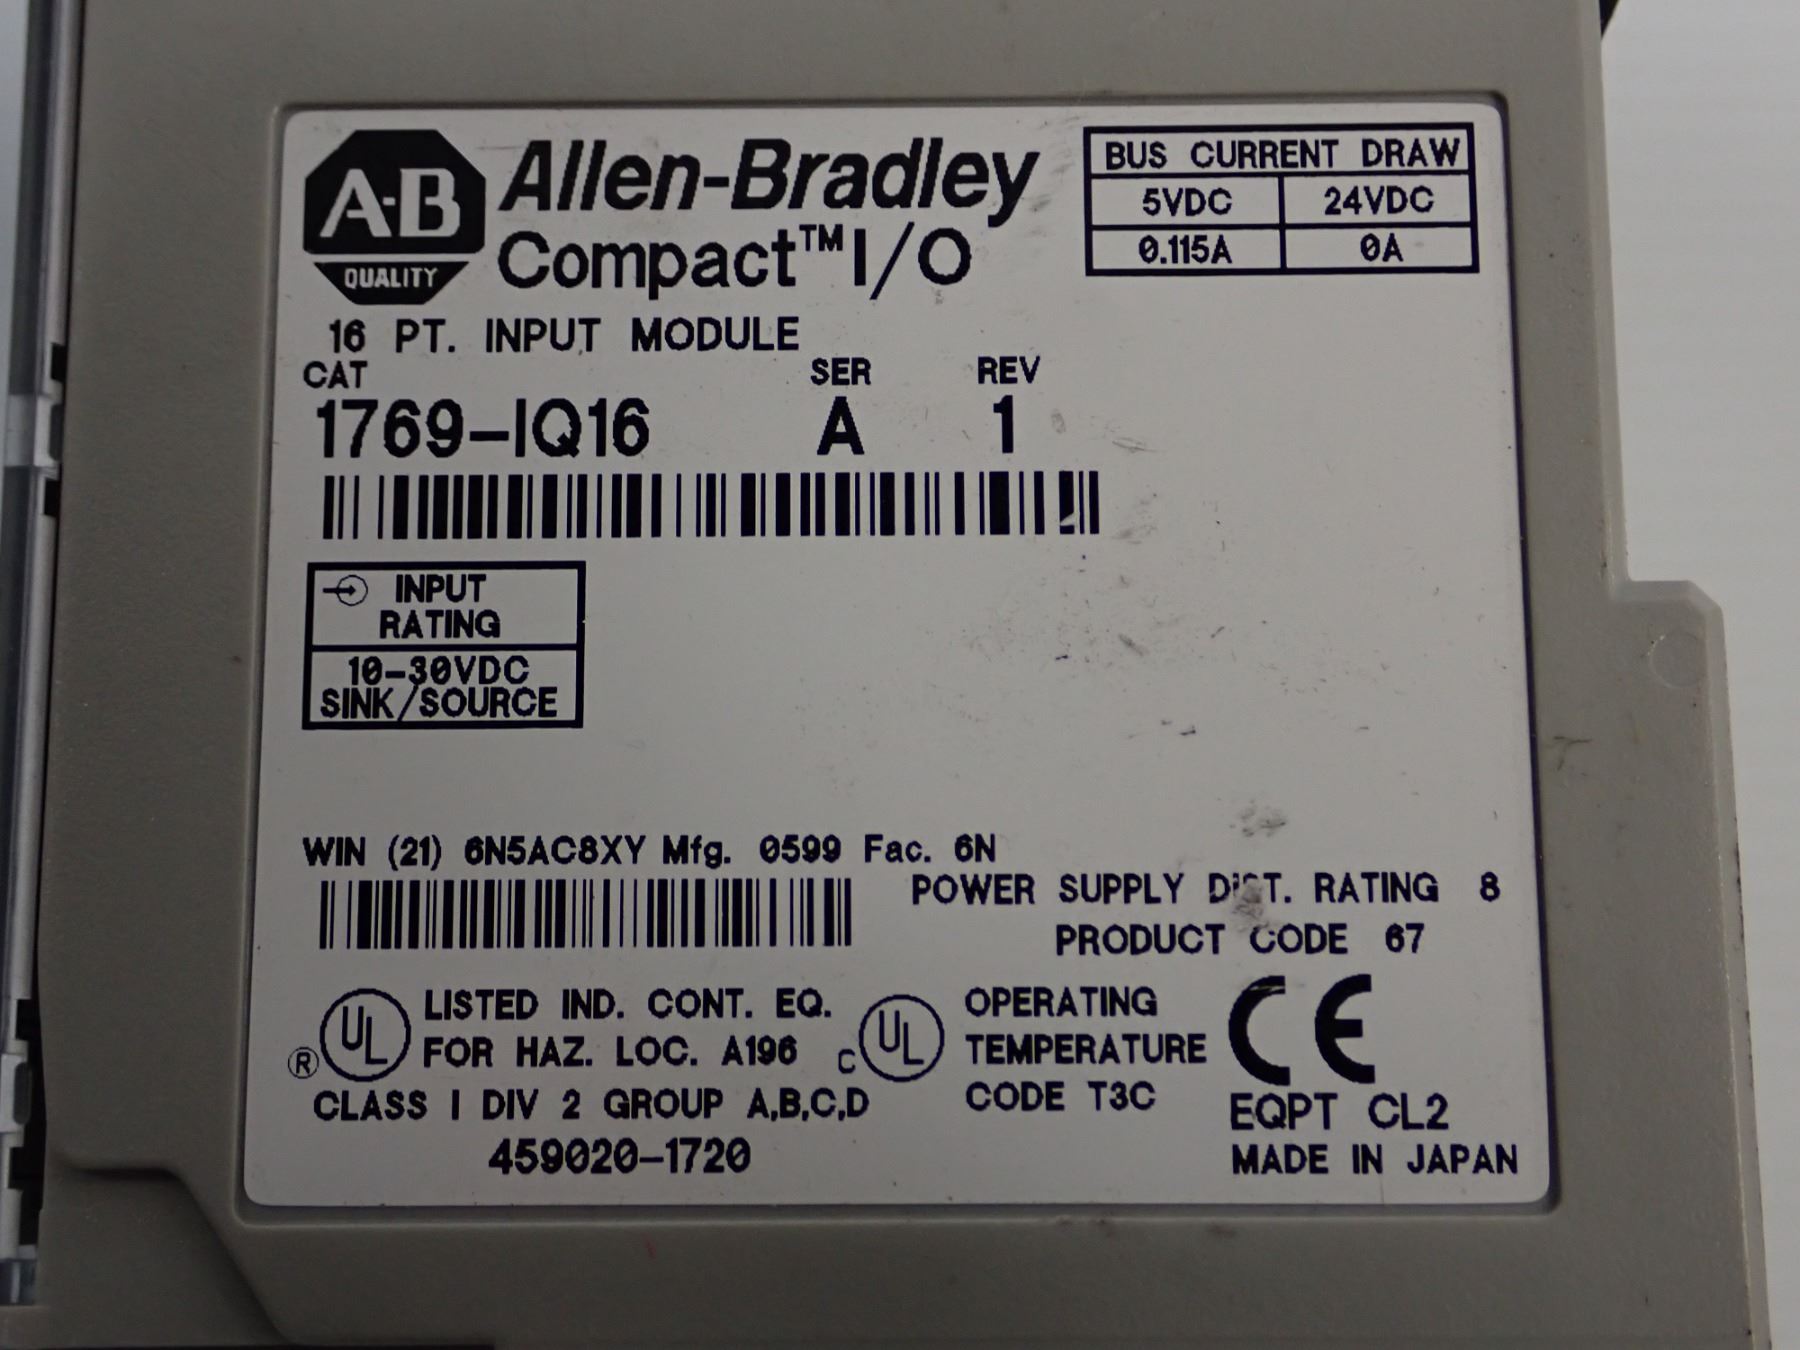 A-B
QUALITY
Allen-Bradley
Compact™ I/O
BUS CURRENT DRAW
5VDC 24VDC
0.115A 0A
16 PT. INPUT MODULE
CAT SER REV
1769-IQ16 A 1
INPUT
RATING
10-30VDC
SINK/SOURCE
WIN (21) 6N5AC8XY Mfg. 0599 Fac. 6N
POWER SUPPLY DIST. RATING 8
PRODUCT CODE 67
® UL LISTED IND. CONT. EQ.
FOR HAZ. LOC. A196
CLASS I DIV 2 GROUP A,B,C,D
459020-1720
C UL
OPERATING
TEMPERATURE
CODE T3C
CE
EQPT CL2
MADE IN JAPAN